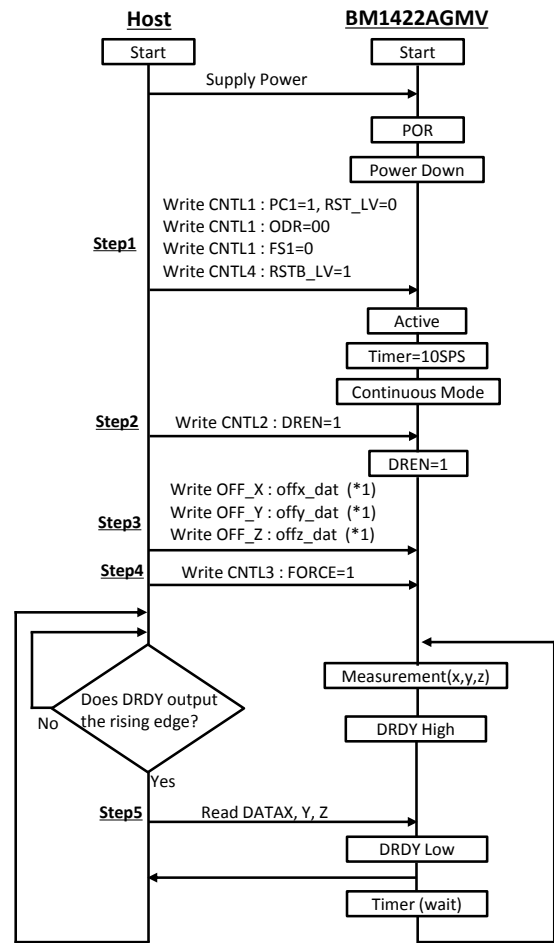 Host
BM1422AGMV
Start
Start
Supply Power
POR
Power Down
Step1
Write CNTL1 : PC1=1, RST_LV=0
Write CNTL1 : ODR=00
Write CNTL1 : FS1=0
Write CNTL4 : RSTB_LV=1
Active
Timer=10SPS
Continuous Mode
Step2
Write CNTL2 : DREN=1
DREN=1
Step3
Write OFF_X : offx_dat (*1)
Write OFF_Y : offy_dat (*1)
Write OFF_Z : offz_dat (*1)
Step4
Write CNTL3 : FORCE=1
Does DRDY output
the rising edge?
No
Yes
Measurement(x,y,z)
DRDY High
Step5
Read DATAX, Y, Z
DRDY Low
Timer (wait)